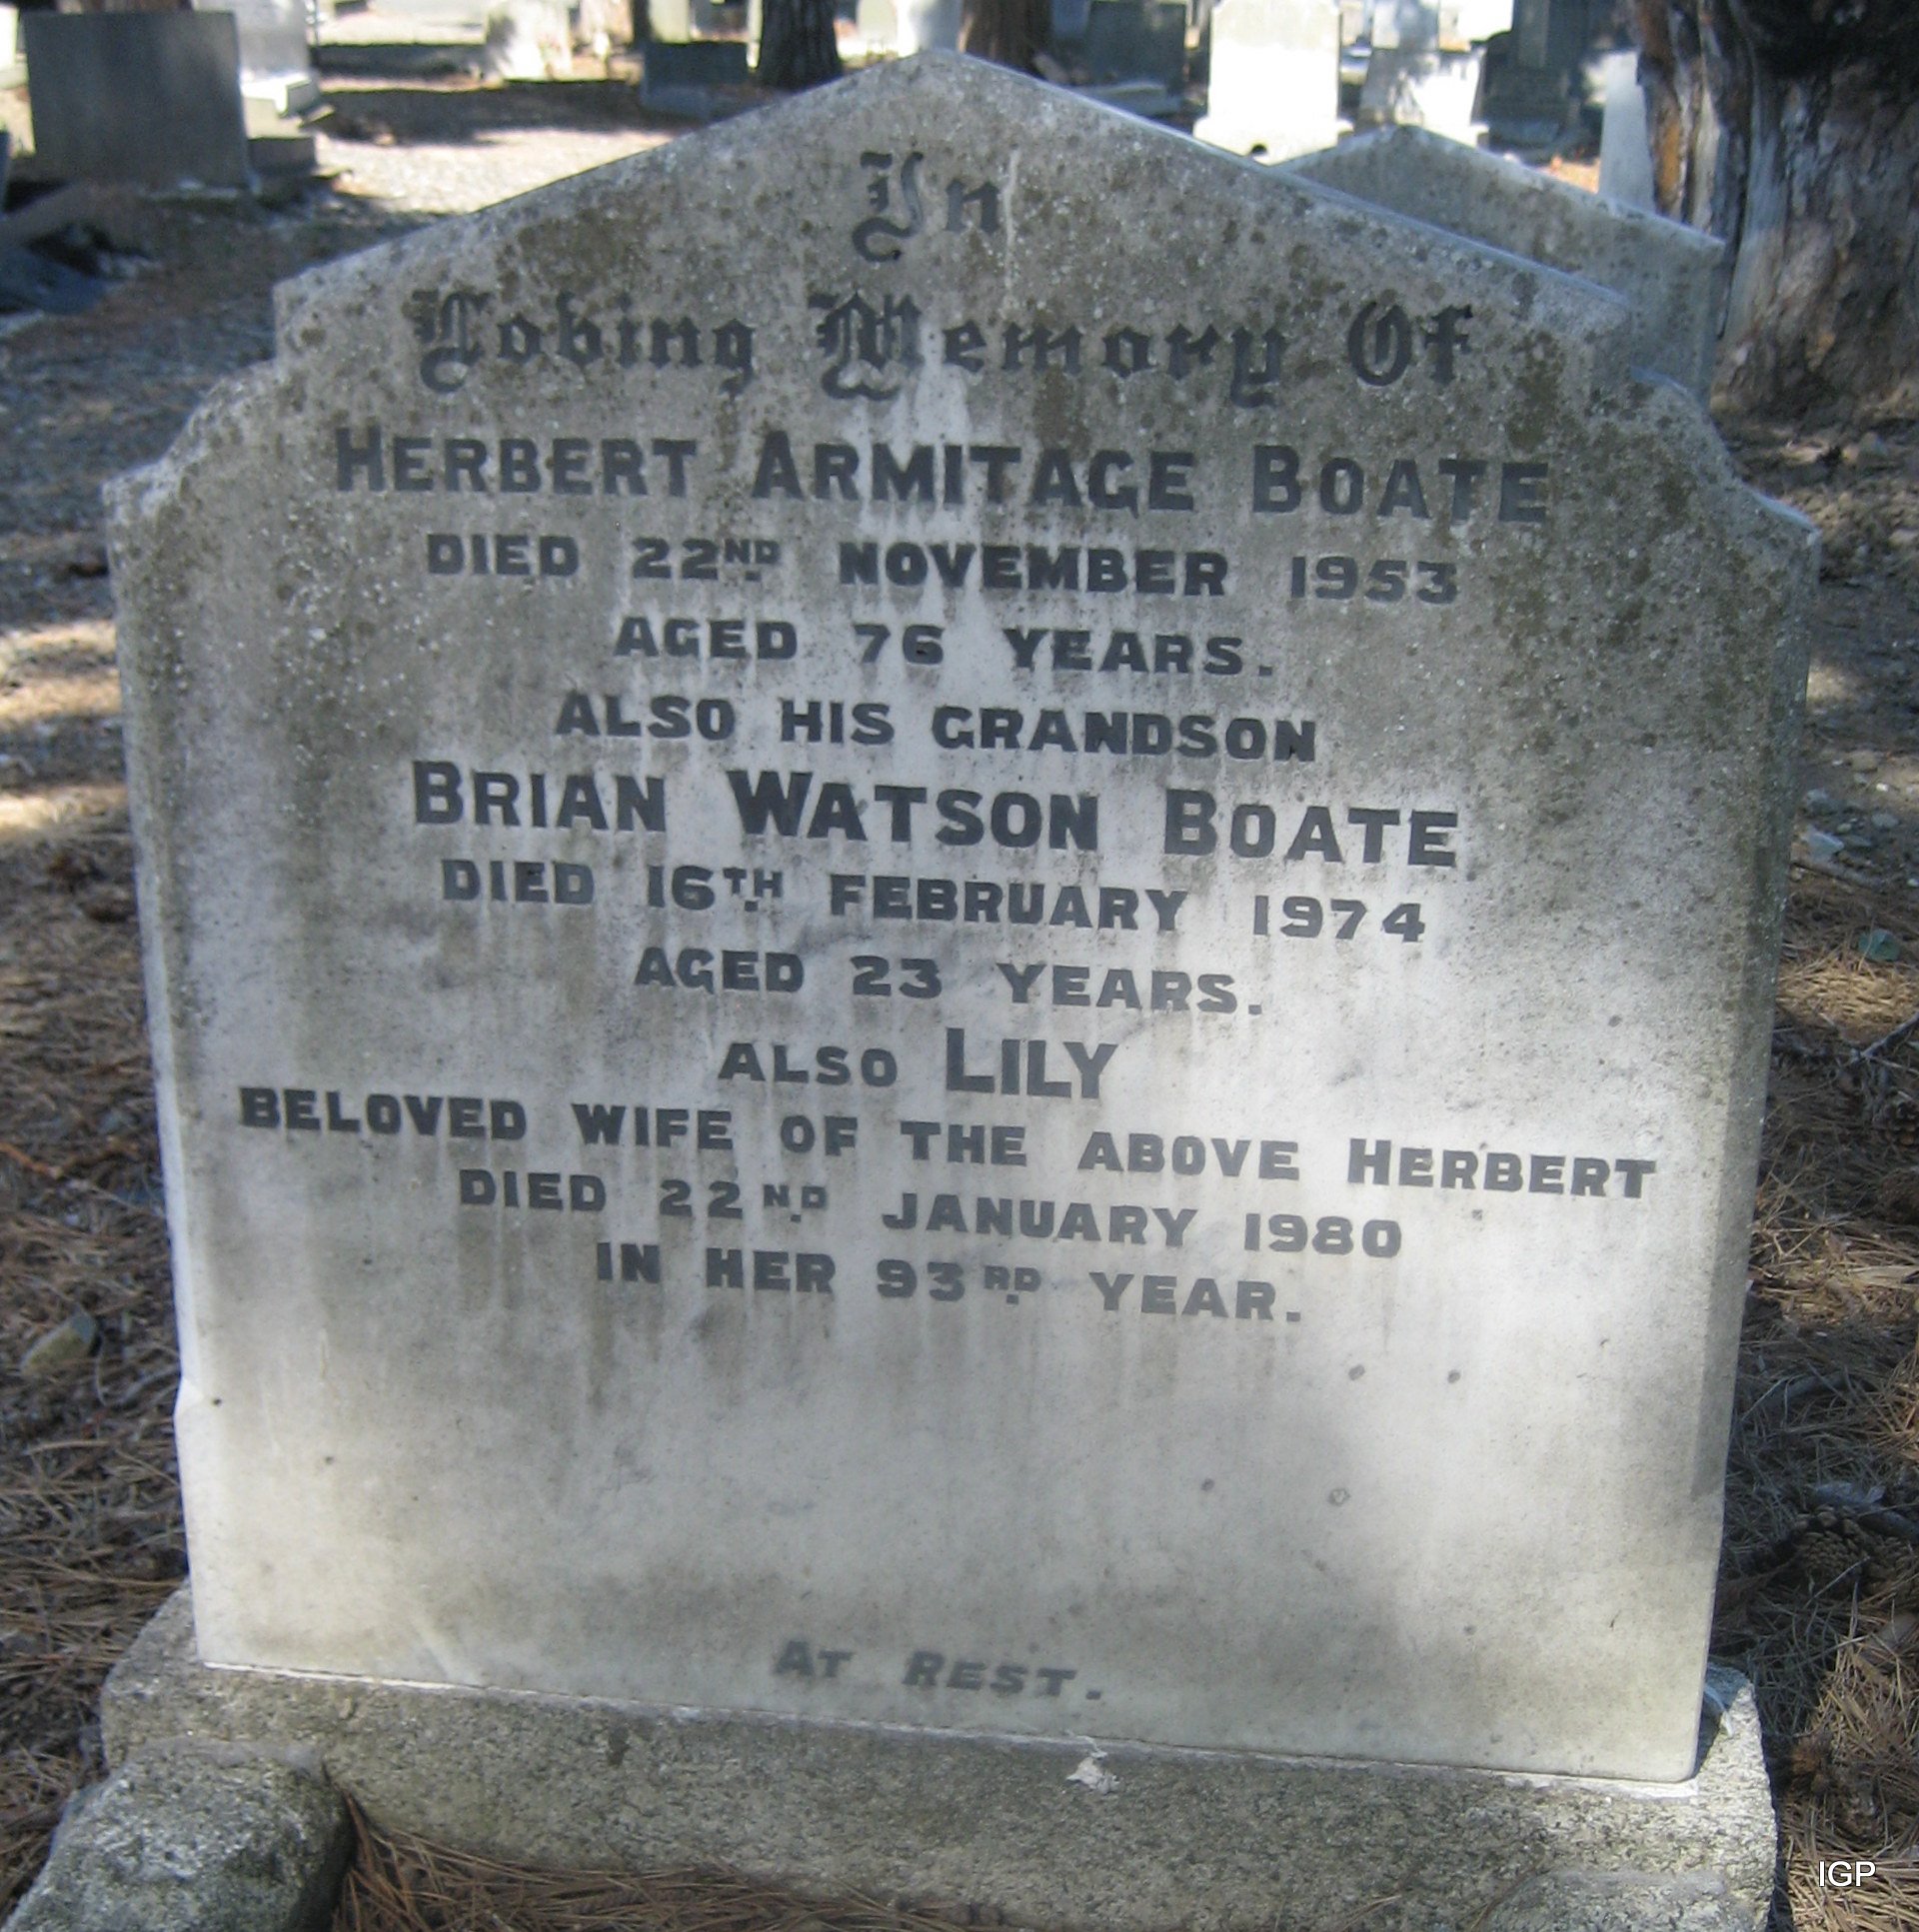 In
Loving Memory Of
HERBERT ARMITAGE BOATE
DIED 22ND NOVEMBER 1953
AGED 76 YEARS.
ALSO HIS GRANDSON
BRIAN WATSON BOATE
DIED 16TH FEBRUARY 1974
AGED 23 YEARS.
ALSO LILY
BELOVED WIFE OF THE ABOVE HERBERT
DIED 22ND JANUARY 1980
IN HER 93RD YEAR.
AT REST.
IGP